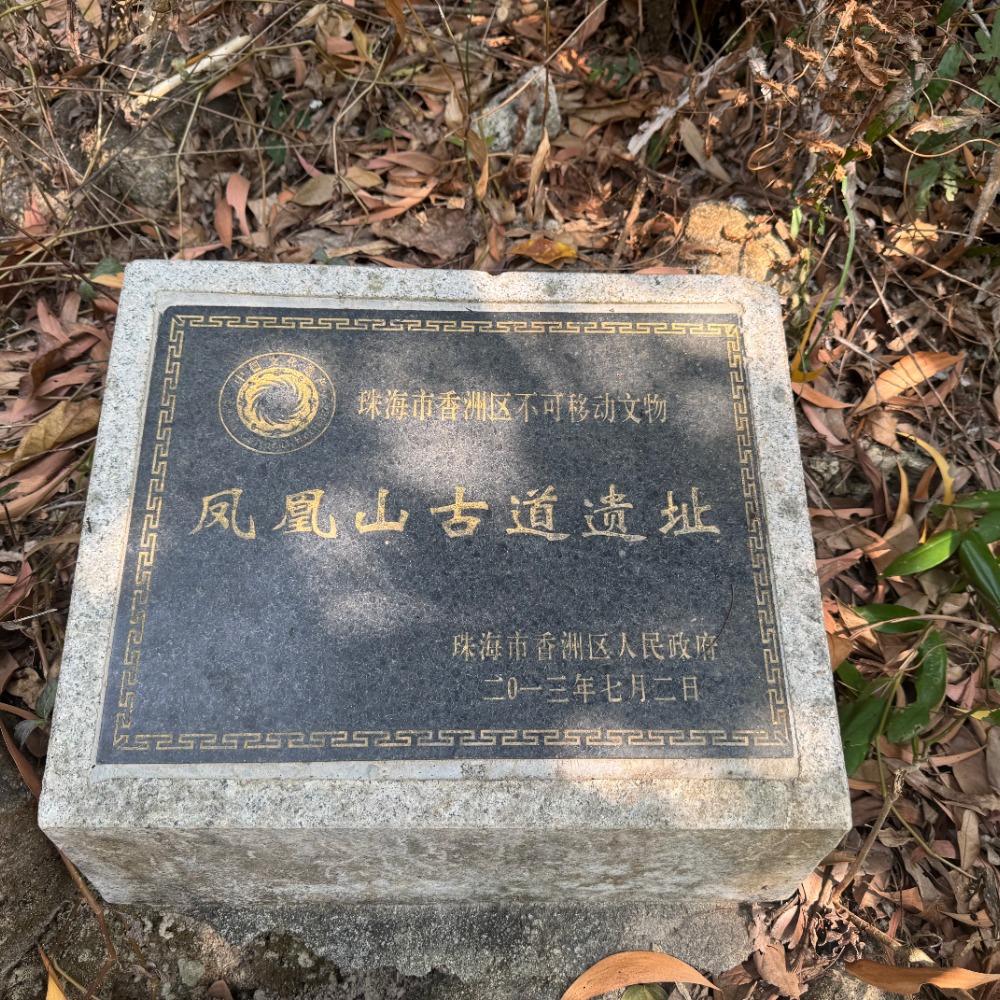 珠海市香洲区不可移动文物
凤凰山古道遗址
珠海市香洲区人民政府
二0一三年七月二日